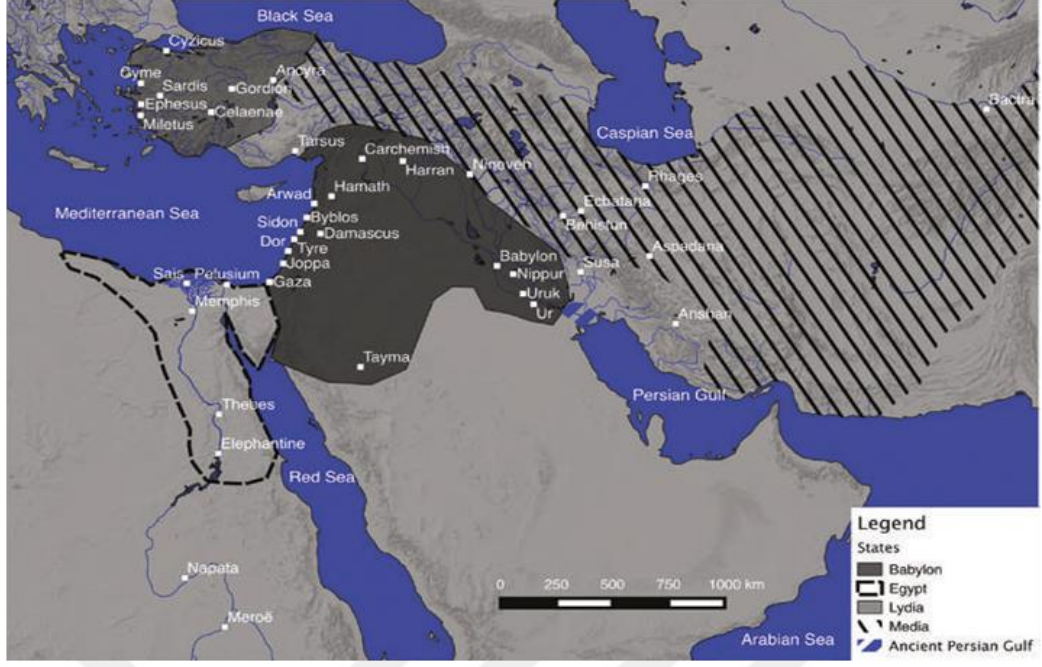 Black Sea
Cyzicus
Cyme
Sardis
Ancyra
Gordion
Ephesus
Celaenae
Miletus
Bactra
Caspian Sea
Tarsus
Carchemish
Harran
Nineveh
Rhages
Arwad
Hamath
Ecbatana
Behistun
Mediterranean Sea
Sidon
Byblos
Damascus
Dor
Tyre
Aspadana
Joppa
Babylon
Susa
Sais
Pelusium
Gaza
Nippur
Memphis
Uruk
Ur
Anshan
Tayma
Persian Gulf
Thebes
Elephantine
Red Sea
Legend
States
Babylon
Egypt
Lydia
Media
Ancient Persian Gulf
Napata
0 250 500 750 1000 km
Meroë
Arabian Sea